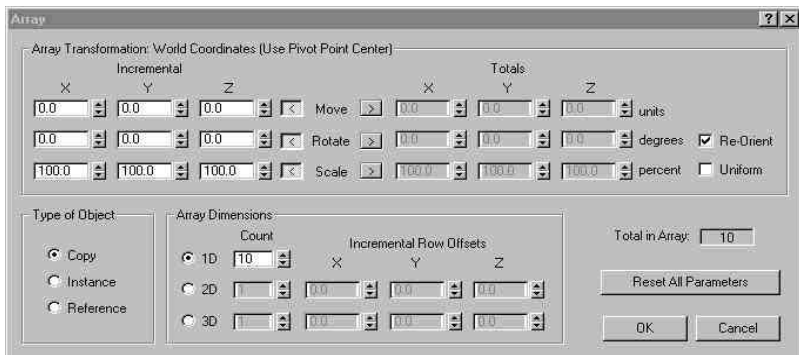 Array
? x
Array Transformation: World Coordinates (Use Pivot Point Center)
Incremental Totals
X Y Z X Y Z
0.0 0.0 0.0 < Move > 0.0 0.0 0.0 units
0.0 0.0 0.0 < Rotate > 0.0 0.0 0.0 degrees Re-Orient
100.0 100.0 100.0 < Scale > 100.0 100.0 100.0 percent Uniform
Type of Object
Copy
Instance
Reference
Array Dimensions
Count
Incremental Row Offsets
X Y Z
1D 10
2D 1 0.0 0.0 0.0
3D 1 0.0 0.0 0.0
Total in Array: 10
Reset All Parameters
OK Cancel